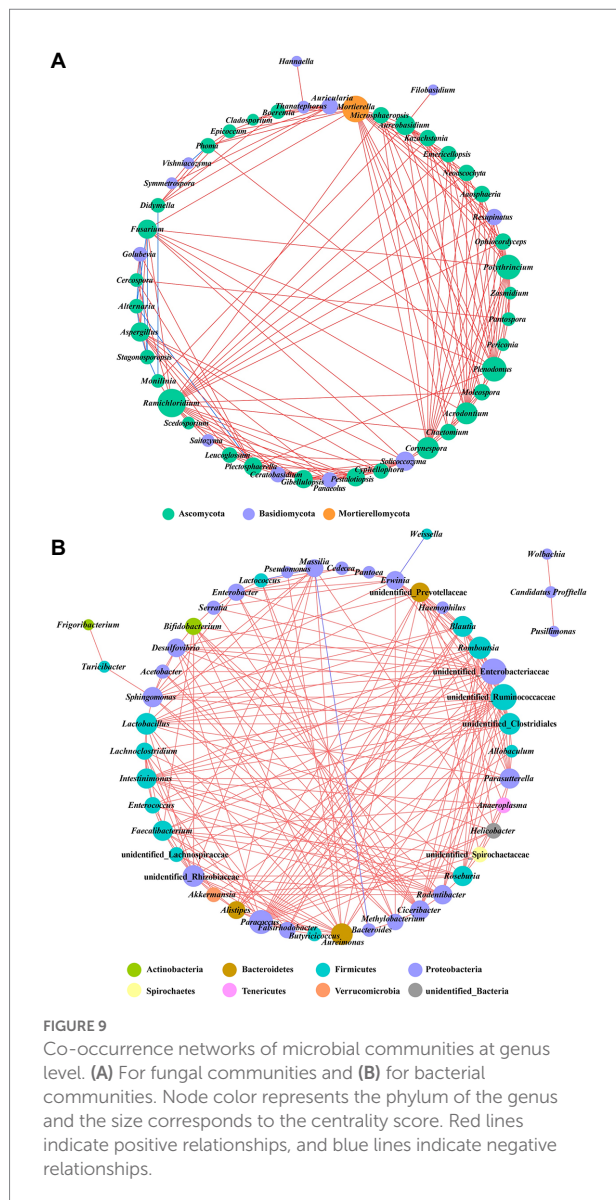 A
Hannaella
Filobasidium
Auricularia
Thanatephorus
Mortierella
Boeremia
Microsphaeropsis
Cladosporium
Aureobasidium
Epicoccum
Kazachstania
Phoma
Emericellopsis
Vishniacozyma
Neoascochyta
Symmetrospora
Aaosphaeria
Didymella
Resupinatus
Fusarium
Ophiocordyceps
Golubevia
Polythrincium
Cercospora
Zasmidium
Alternaria
Pantospora
Aspergillus
Periconia
Stagonosporopsis
Plenodomus
Monilinia
Moleospora
Ramichloridium
Acrodontium
Scedosporium
Chaetomium
Saitozyma
Corynespora
Leucoglossum
Solicoccozyma
Plectosphaerella
Cyphellophora
Ceratobasidium
Pestalotiopsis
Gibellulopsis
Panaeolus
Ascomycota Basidiomycota Mortierellomycota
B
Weissella
Wolbachia
Massilia
Cedecea
Pseudomonas
Pantoea
Lactococcus
Erwinia
Candidatus Profftella
Enterobacter
unidentified_Prevotellaceae
Serratia
Haemophilus
Pusillimonas
Frigoribacterium
Bifidobacterium
Blautia
Desulfovibrio
Romboutsia
Turicibacter
Acetobacter
unidentified_Enterobacteriaceae
Sphingomonas
unidentified_Ruminococcaceae
Lactobacillus
unidentified_Clostridiales
Lachnoclostridium
Allobaculum
Intestinimonas
Parasutterella
Enterococcus
Anaeroplasma
Faecalibacterium
Helicobacter
unidentified_Lachnospiraceae
unidentified_Spirochaetaceae
unidentified_Rhizobiaceae
Roseburia
Akkermansia
Rodentibacter
Alistipes
Ciceribacter
Paracoccus
Methylobacterium
Falsirhodobacter
Bacteroides
Butyricicoccus
Aureimonas
Actinobacteria Bacteroidetes Firmicutes Proteobacteria
Spirochaetes Tenericutes Verrucomicrobia unidentified_Bacteria
FIGURE 9
Co-occurrence networks of microbial communities at genus
level. (A) For fungal communities and (B) for bacterial
communities. Node color represents the phylum of the genus
and the size corresponds to the centrality score. Red lines
indicate positive relationships, and blue lines indicate negative
relationships.